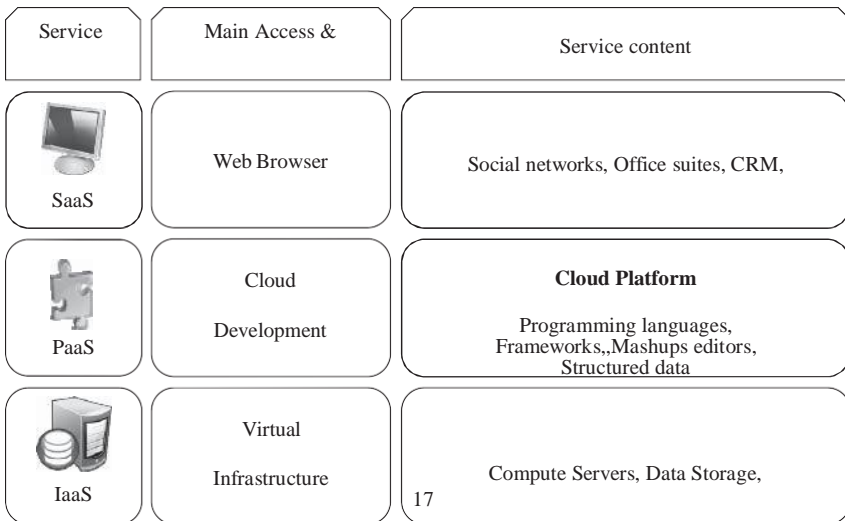 Service
Main Access &
Service content
SaaS
Web Browser
Social networks, Office suites, CRM,
PaaS
Cloud
Development
Cloud Platform
Programming languages,
Frameworks,,Mashups editors,
Structured data
IaaS
Virtual
Infrastructure
Compute Servers, Data Storage,
17